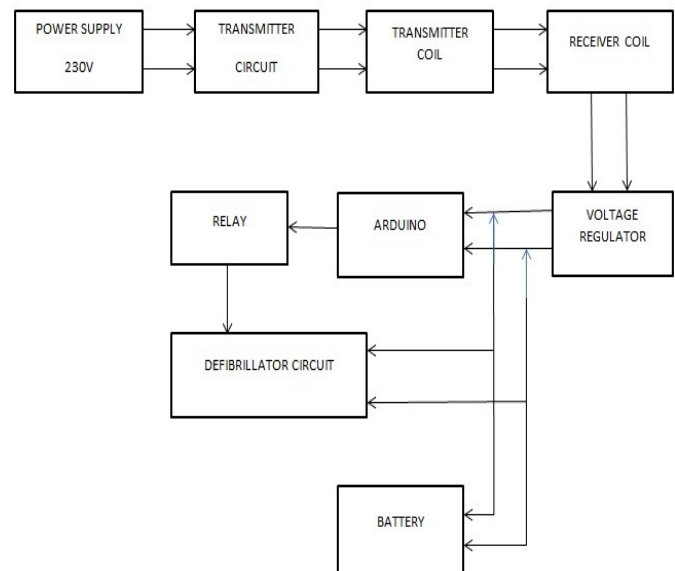 POWER SUPPLY
230V
TRANSMITTER
CIRCUIT
TRANSMITTER
COIL
RECEIVER COIL
RELAY
ARDUINO
VOLTAGE
REGULATOR
DEFIBRILLATOR CIRCUIT
BATTERY